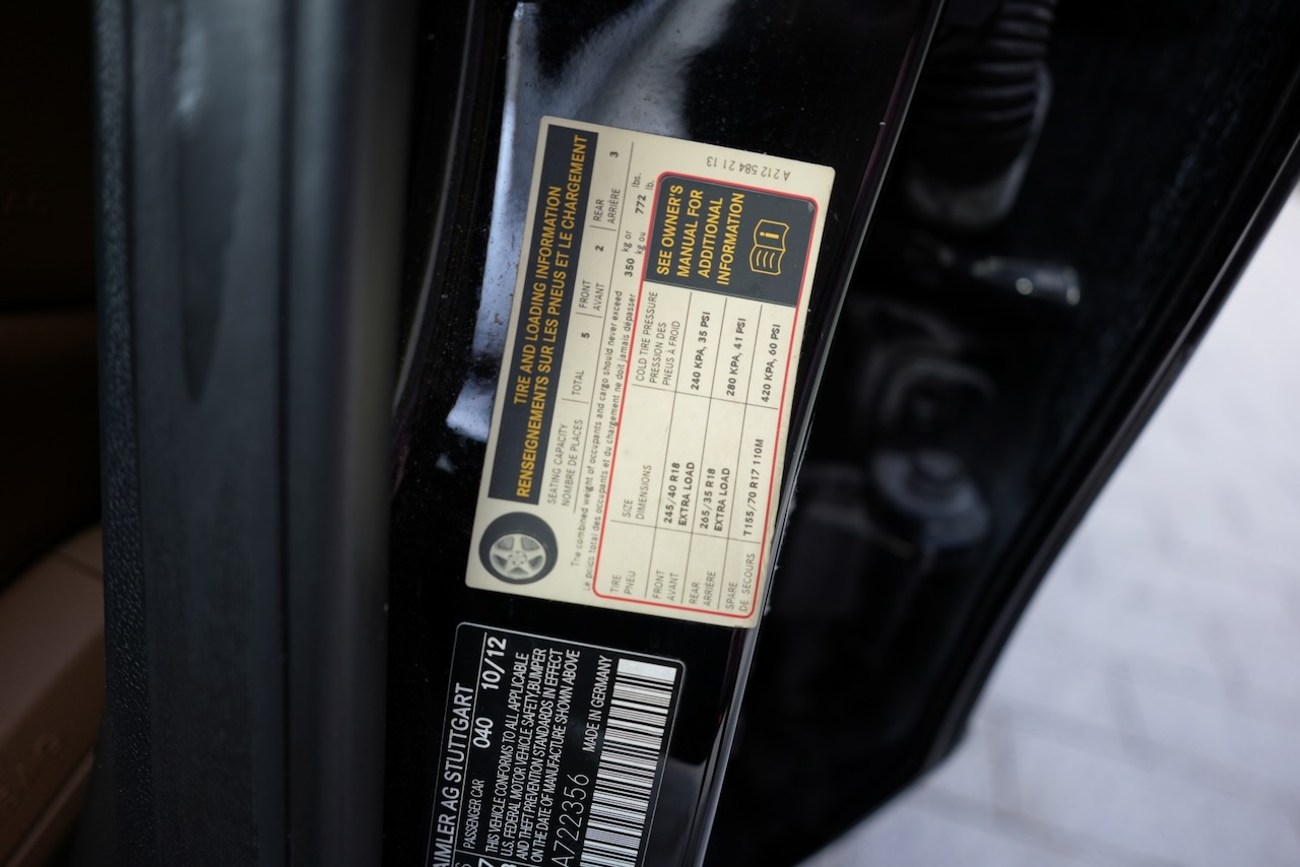 TIRE AND LOADING INFORMATION
RENSEIGNEMENTS SUR LES PNEUS ET LE CHARGEMENT
SEATING CAPACITY
NOMBRE DE PLACES
TOTAL 5
FRONT
AVANT
2
REAR
ARRIÈRE
3
The combined weight of occupants and cargo should never exceed
Le poids total des occupants et du chargement ne doit jamais dépasser
350 kg or
kg ou
772 lbs.
lb.
TIRE
PNEU
SIZE
DIMENSIONS
COLD TIRE PRESSURE
PRESSION DES
PNEUS À FROID
FRONT
AVANT
245/40 R18
EXTRA LOAD
240 KPA, 35 PSI
REAR
ARRIÈRE
265/35 R18
EXTRA LOAD
280 KPA, 41 PSI
SPARE
DE SECOURS
T155/70 R17 110M
420 KPA, 60 PSI
SEE OWNER'S
MANUAL FOR
ADDITIONAL
INFORMATION
A 212 584 21 13
AIMLER AG STUTTGART
PASSENGER CAR 040 10/12
THIS VEHICLE CONFORMS TO ALL APPLICABLE
U.S. FEDERAL MOTOR VEHICLE SAFETY, BUMPER
AND THEFT PREVENTION STANDARDS IN EFFECT
ON THE DATE OF MANUFACTURE SHOWN ABOVE
A722356 MADE IN GERMANY